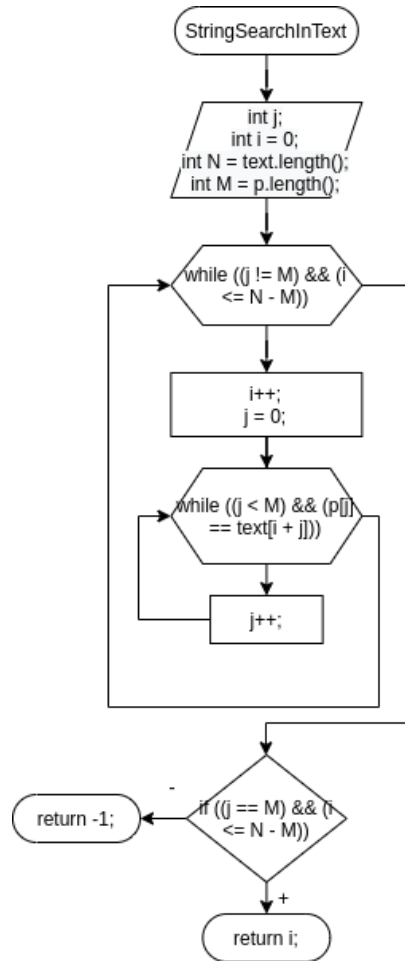 StringSearchInText
int j;
int i = 0;
int N = text.length();
int M = p.length();
while ((j != M) && (i
<= N - M))
i++;
j = 0;
while ((j < M) && (p[j]
== text[i + j]))
j++;
if ((j == M) && (i
<= N - M))
-
return -1;
+
return i;